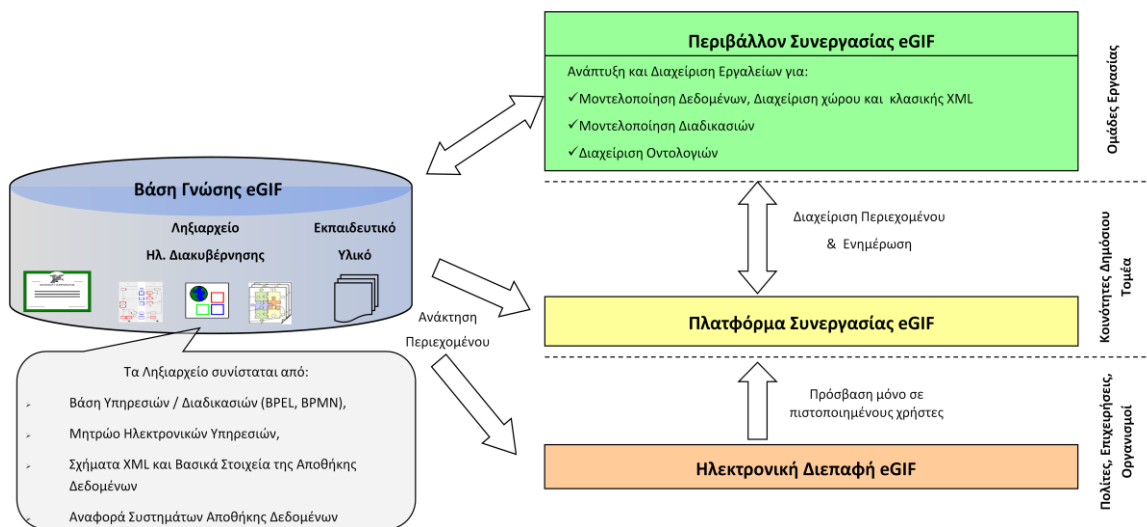 Περιβάλλον Συνεργασίας eGIF
Ανάπτυξη και Διαχείριση Εργαλείων για:
✓Μοντελοποίηση Δεδομένων, Διαχείριση χώρου και κλασικής XML
✓Μοντελοποίηση Διαδικασιών
✓Διαχείριση Οντολογιών
Ομάδες Εργασίας
Βάση Γνώσης eGIF
Ληξιαρχείο
Ηλ. Διακυβέρνησης
Εκπαιδευτικό
Υλικό
Διαχείριση Περιεχομένου
& Ενημέρωση
Κοινότητες Δημόσιου
Τομέα
Ανάκτηση
Περιεχομένου
Πλατφόρμα Συνεργασίας eGIF
Τα Ληξιαρχείο συνίσταται από:
Βάση Υπηρεσιών / Διαδικασιών (BPEL, BPMN),
Μητρώο Ηλεκτρονικών Υπηρεσιών,
Σχήματα XML και Βασικά Στοιχεία της Αποθήκης
Δεδομένων
Αναφορά Συστημάτων Αποθήκης Δεδομένων
Πρόσβαση μόνο σε
πιστοποιημένους χρήστες
Ηλεκτρονική Διεπαφή eGIF
Πολίτες, Επιχειρήσεις,
Οργανισμοί